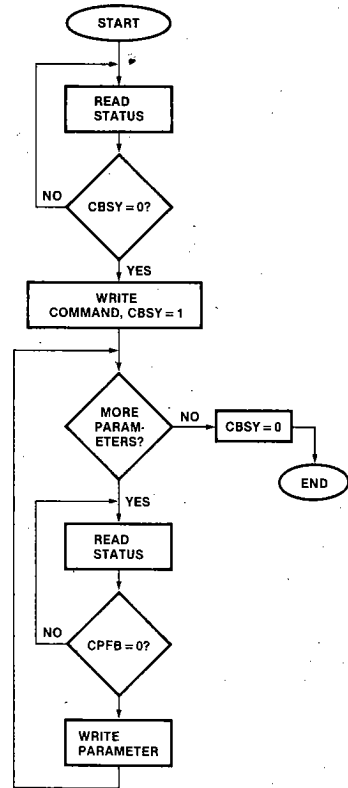 START
READ
STATUS
NO
CBSY = 0?
YES
WRITE
COMMAND, CBSY = 1
MORE
PARAM-
ETERS?
NO
CBSY = 0
END
YES
READ
STATUS
NO
CPFB = 0?
WRITE
PARAMETER